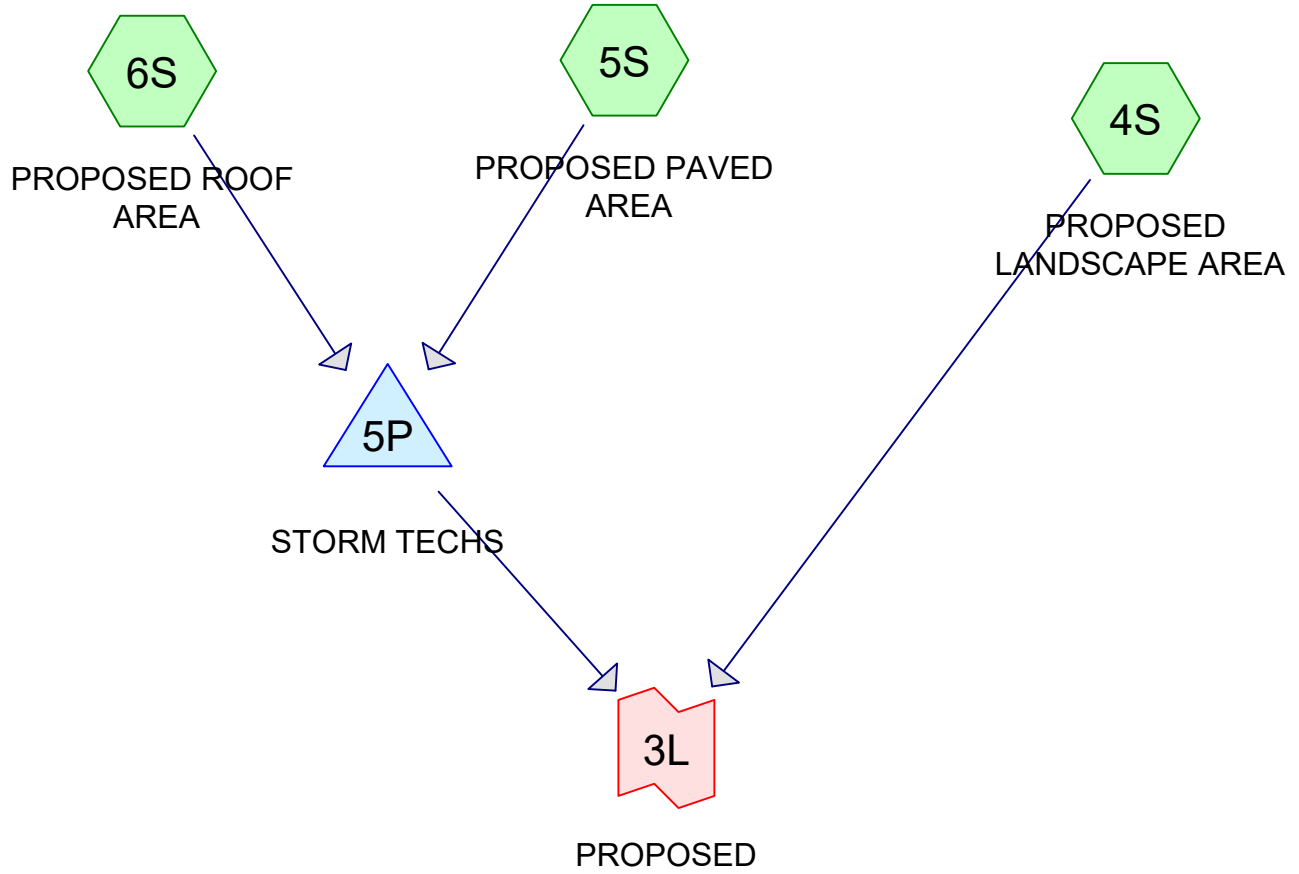 6S
PROPOSED ROOF
AREA
5S
PROPOSED PAVED
AREA
4S
PROPOSED
LANDSCAPE AREA
5P
STORM TECHS
3L
PROPOSED